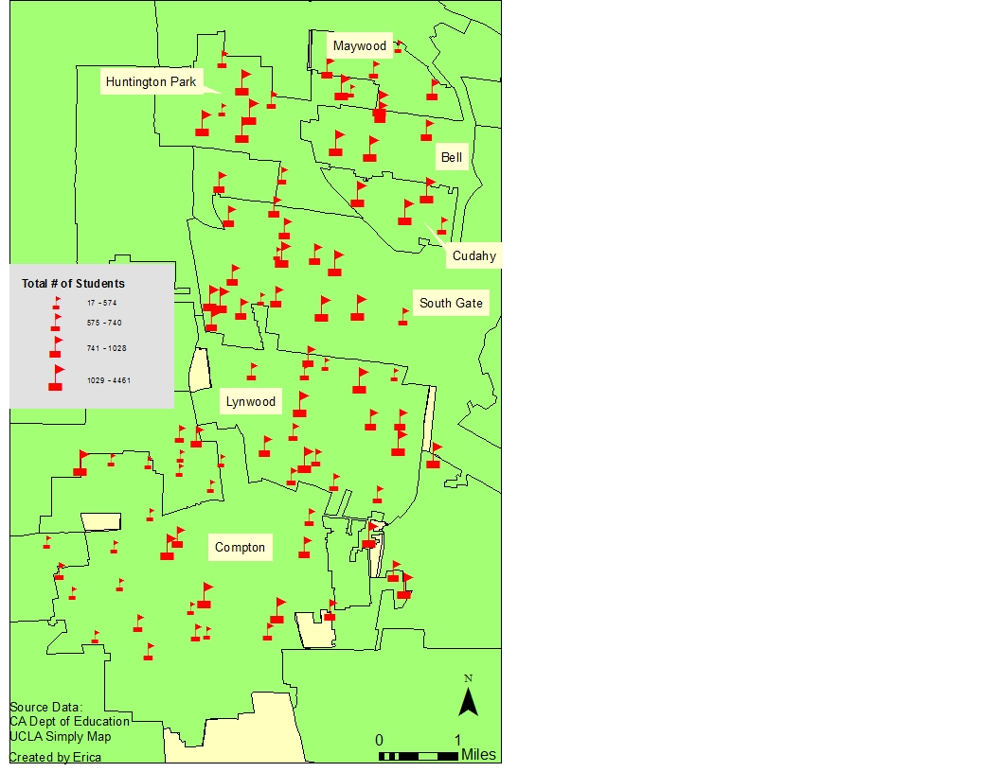 Maywood
Huntington Park
Bell
Cudahy
Total # of Students
17 - 574
575 - 740
741 - 1028
1029 - 4461
South Gate
Lynwood
Compton
N
Source Data:
CA Dept of Education
UCLA Simply Map
Created by Erica
0 1
Miles